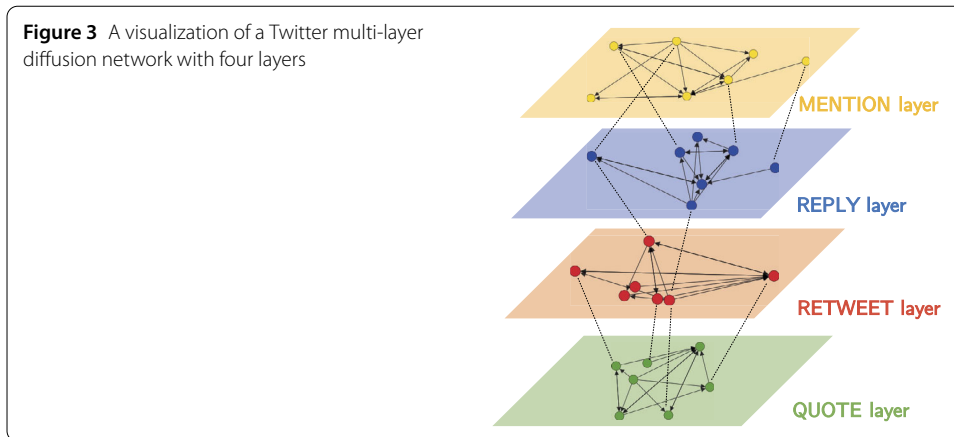 Figure 3 A visualization of a Twitter multi-layer
diffusion network with four layers
MENTION layer
REPLY layer
RETWEET layer
QUOTE layer